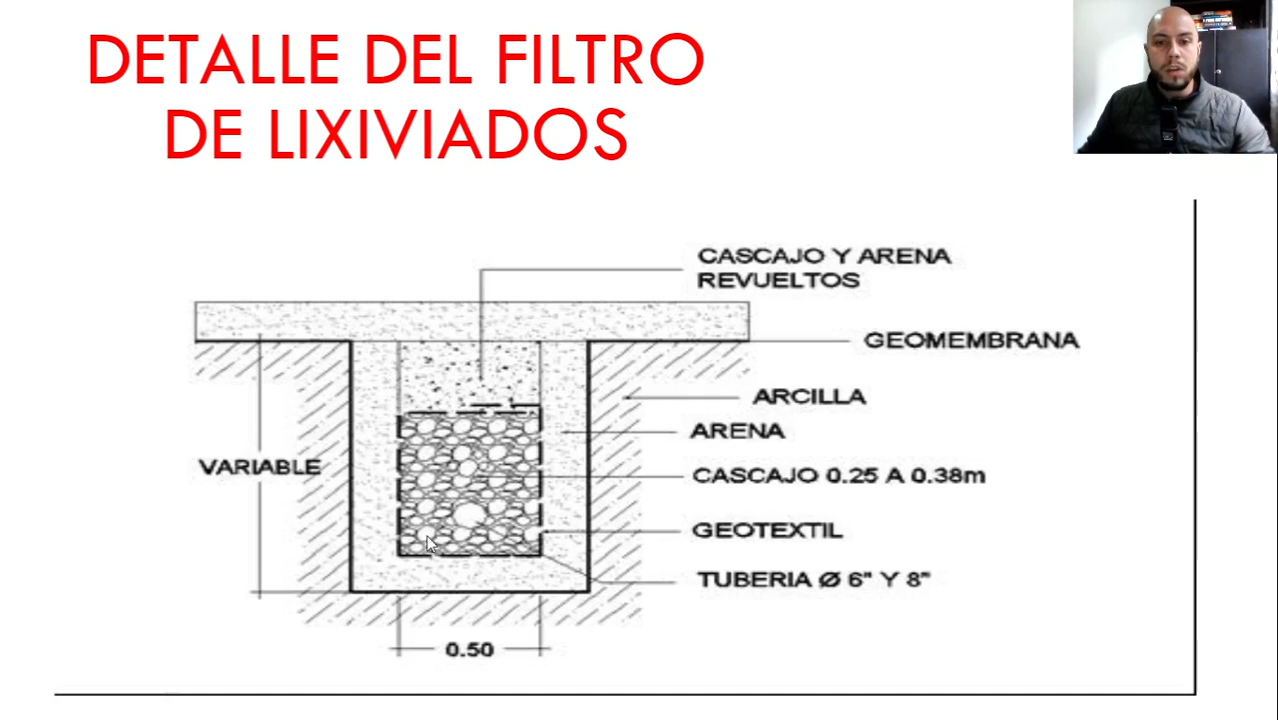 DETALLE DEL FILTRO
DE LIXIVIADOS
CASCAJO Y ARENA
REVUELTOS
GEOMEMBRANA
ARCILLA
ARENA
VARIABLE
CASCAJO 0.25 A 0.38m
GEOTEXTIL
TUBERIA Ø 6" Y 8"
0.50